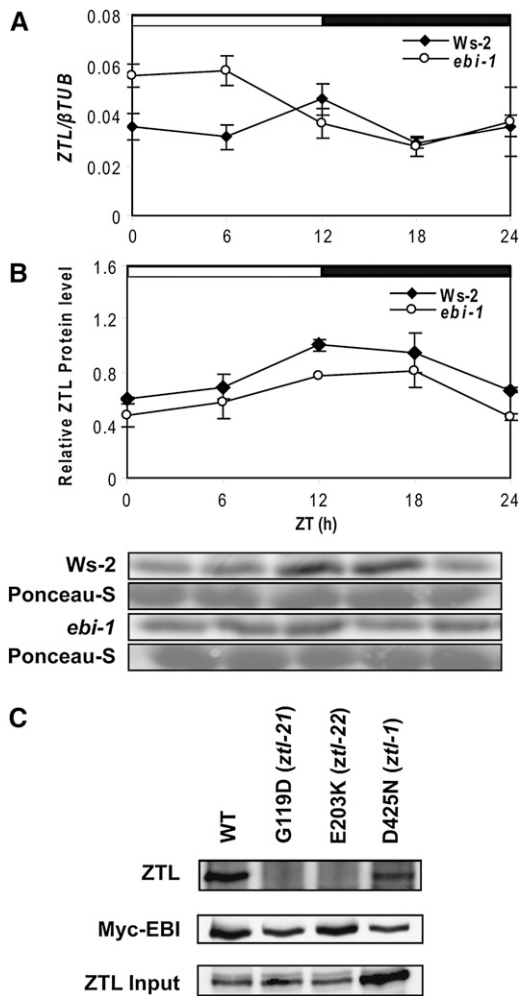 A
ZTL/βTUB
0.08
0.06
0.04
0.02
0
Ws-2
ebi-1
0 6 12 18 24
B
Relative ZTL Protein level
1.6
1.2
0.8
0.4
0
Ws-2
ebi-1
0 6 12 18 24
ZT (h)
Ws-2
Ponceau-S
ebi-1
Ponceau-S
C
WT
G119D (ztl-21)
E203K (ztl-22)
D425N (ztl-1)
ZTL
Myc-EBI
ZTL Input